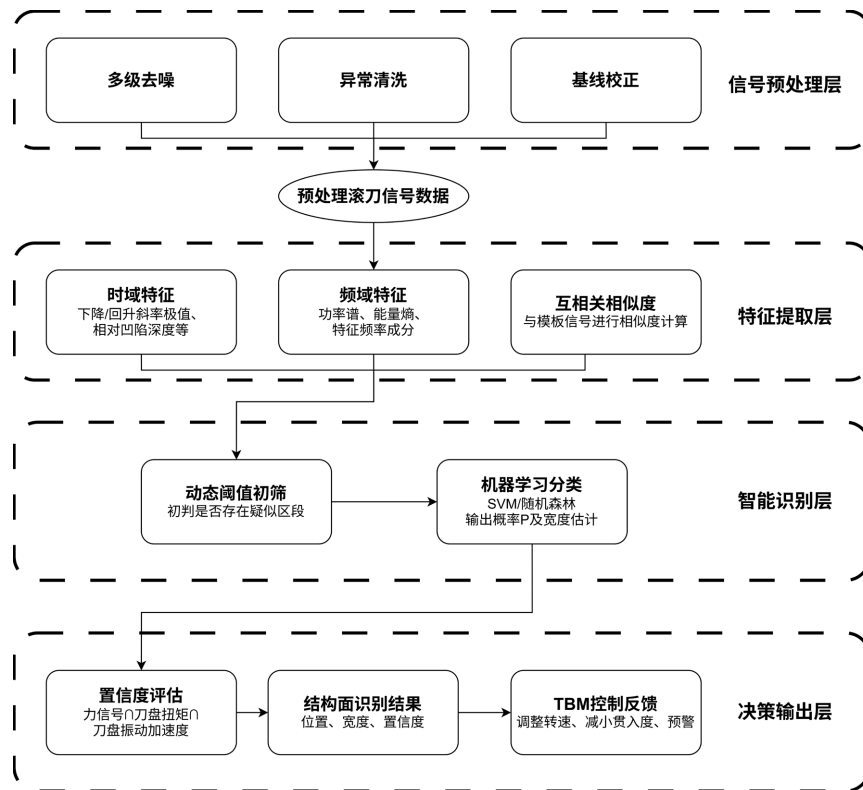 多级去噪
异常清洗
基线校正
信号预处理层
预处理滚刀信号数据
时域特征
下降/回升斜率极值、
相对凹陷深度等
频域特征
功率谱、能量熵、
特征频率成分
互相关相似度
与模板信号进行相似度计算
特征提取层
动态阈值初筛
初判是否存在疑似区段
机器学习分类
SVM/随机森林
输出概率P及宽度估计
智能识别层
置信度评估
力信号∩刀盘扭矩∩
刀盘振动加速度
结构面识别结果
位置、宽度、置信度
TBM控制反馈
调整转速、减小贯入度、预警
决策输出层